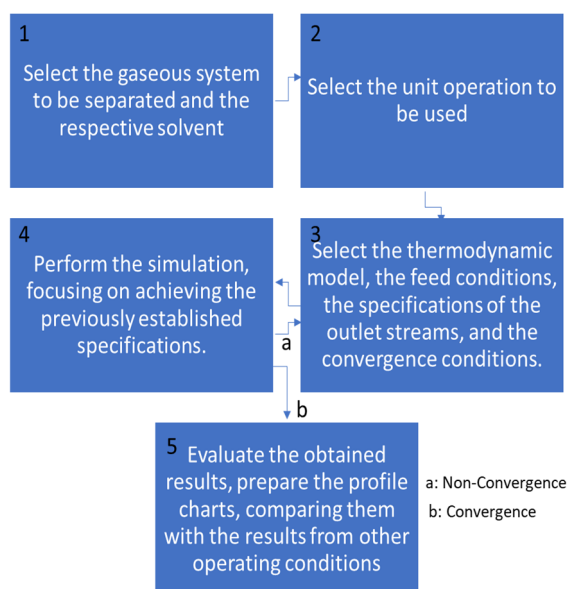 1
Select the gaseous system
to be separated and the
respective solvent
2
Select the unit operation to
be used
3
Select the thermodynamic
model, the feed conditions,
the specifications of the
outlet streams, and the
convergence conditions.
4
Perform the simulation,
focusing on achieving the
previously established
specifications.
a
b
5
Evaluate the obtained
results, prepare the profile
charts, comparing them
with the results from other
operating conditions
a: Non-Convergence
b: Convergence